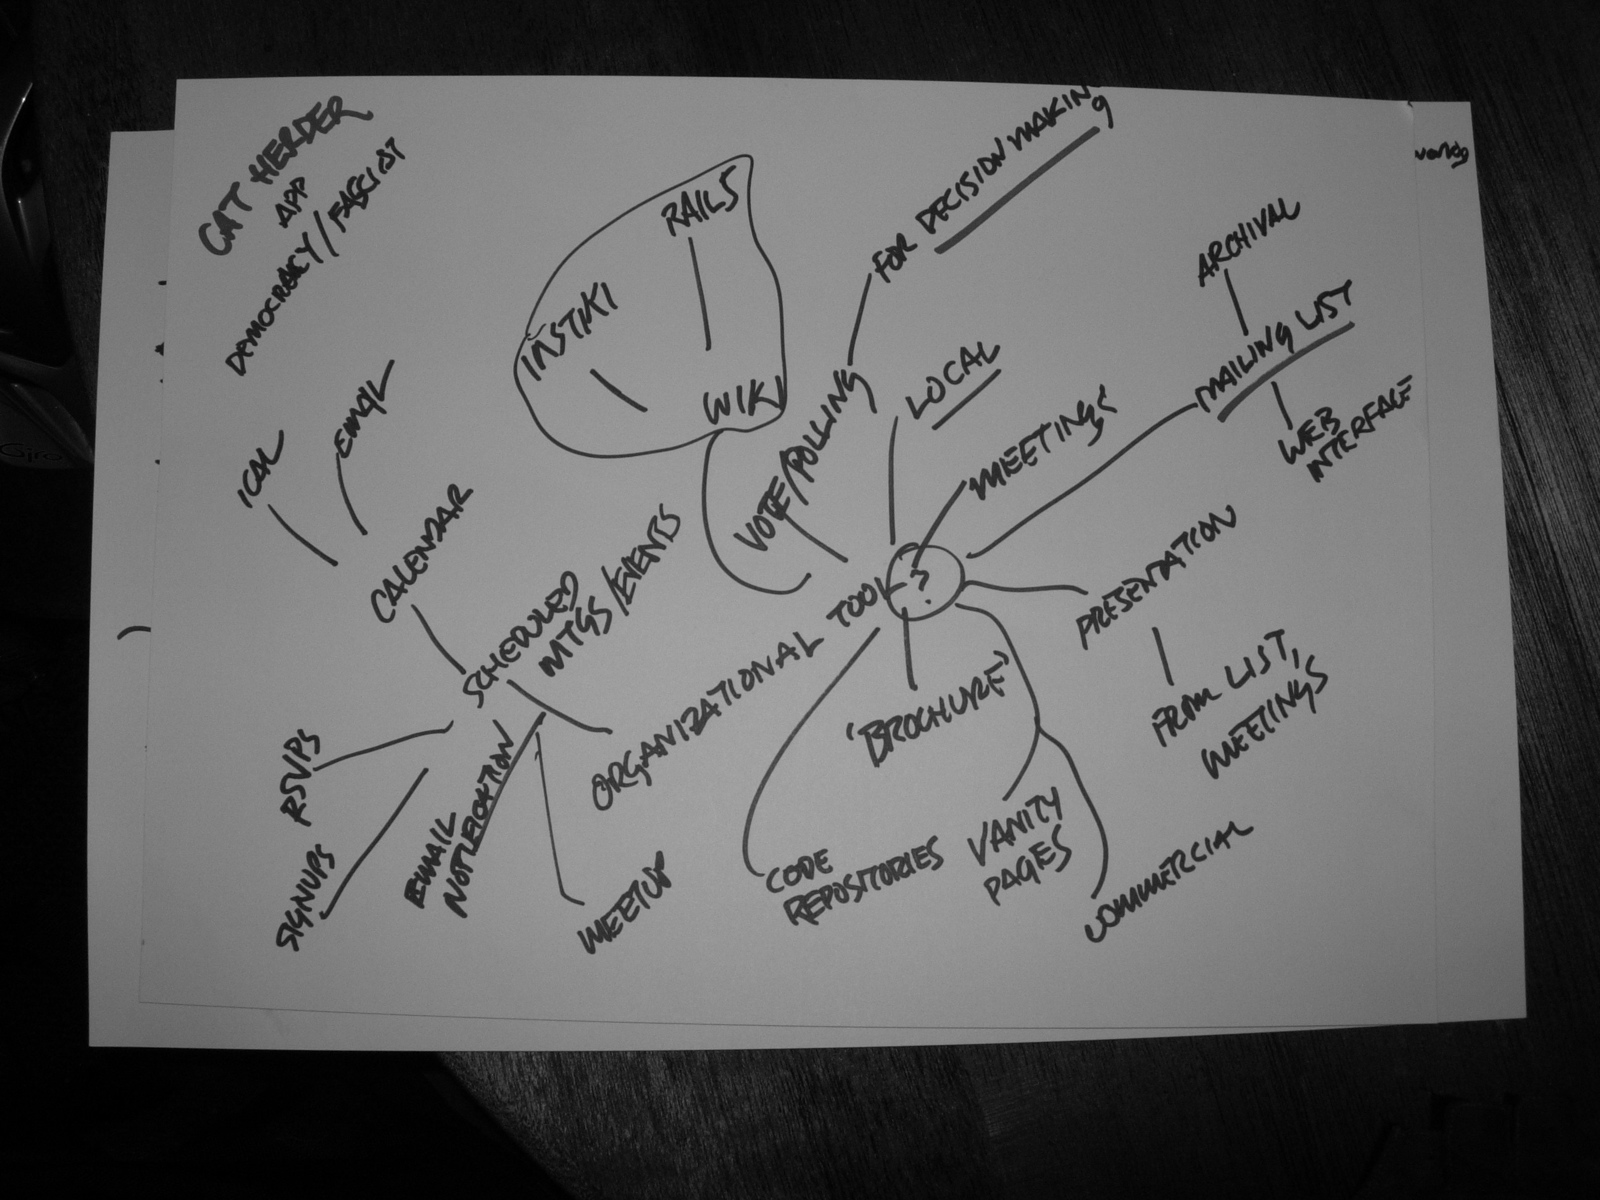 CAT HERDER
APP
DEMOCRACY/FASCIST
RAILS
INSTIKI
WIKI
FOR DECISION MAKING
VOTE/POLLING
LOCAL
MEETINGS
ARCHIVAL
MAILING LIST
WEB
INTERFACE
ICAL
CALENDAR
SCHEDULED
MTGS/EVENTS
ORGANIZATIONAL TOOL ?
PRESENTATION
FROM LIST,
MEETINGS
"BROCHURE"
RSVPS
SIGNUPS
EMAIL
NOTIFICATION
MEETUP
CODE
REPOSITORIES
VANITY
PAGES
COMMERCIAL
Giro